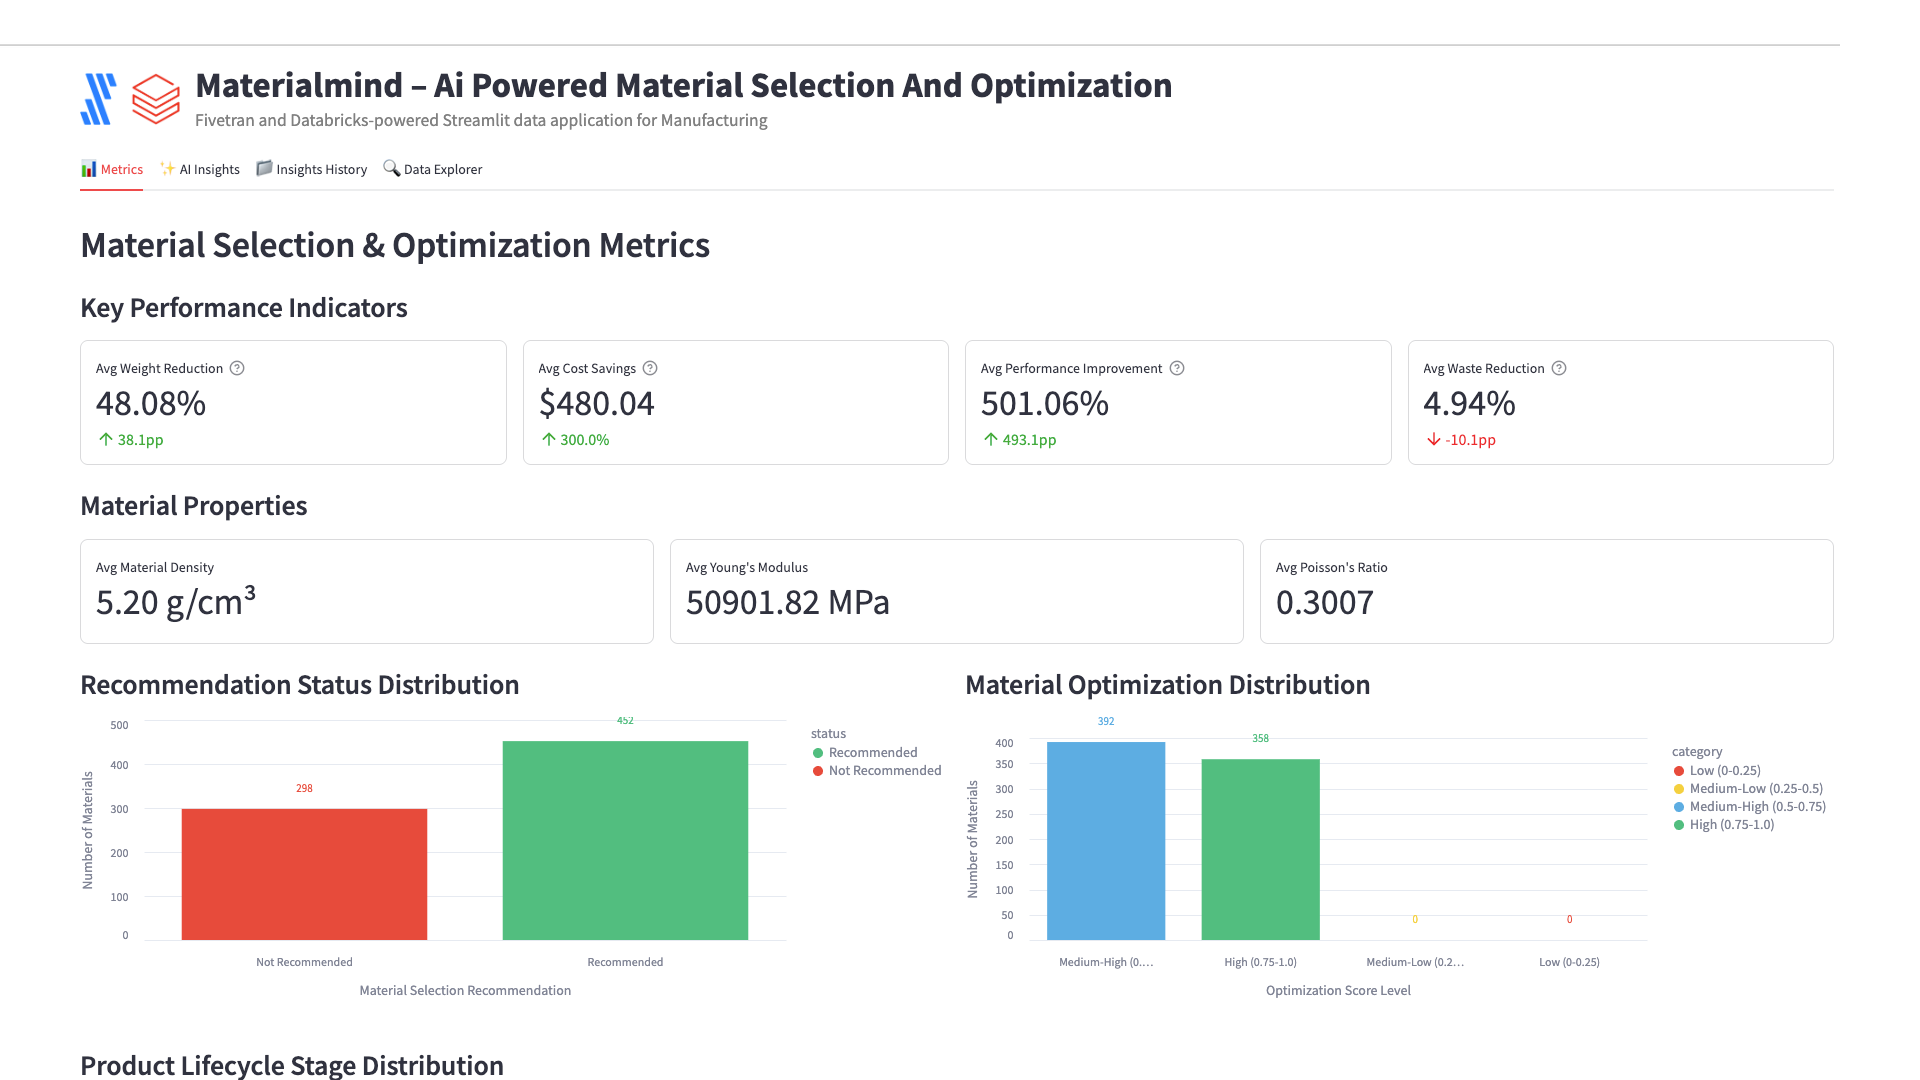 Materialmind – Ai Powered Material Selection And Optimization
Fivetran and Databricks-powered Streamlit data application for Manufacturing
Metrics
AI Insights
Insights History
Data Explorer
Material Selection & Optimization Metrics
Key Performance Indicators
Avg Weight Reduction
48.08%
38.1pp
Avg Cost Savings
$480.04
300.0%
Avg Performance Improvement
501.06%
493.1pp
Avg Waste Reduction
4.94%
-10.1pp
Material Properties
Avg Material Density
5.20 g/cm³
Avg Young's Modulus
50901.82 MPa
Avg Poisson's Ratio
0.3007
Recommendation Status Distribution
500
400
300
200
100
0
Number of Materials
298
452
Not Recommended
Recommended
Material Selection Recommendation
status
Recommended
Not Recommended
Material Optimization Distribution
400
350
300
250
200
150
100
50
0
Number of Materials
392
358
0
0
Medium-High (0....
High (0.75-1.0)
Medium-Low (0.2...
Low (0-0.25)
Optimization Score Level
category
Low (0-0.25)
Medium-Low (0.25-0.5)
Medium-High (0.5-0.75)
High (0.75-1.0)
Product Lifecycle Stage Distribution